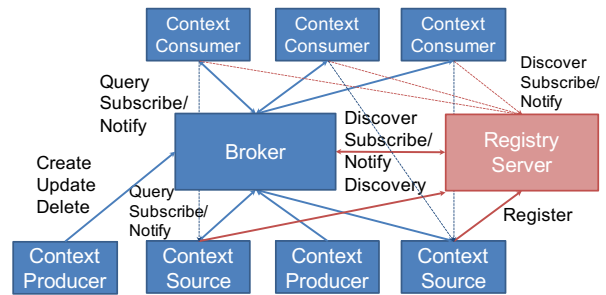 Context
Consumer
Context
Consumer
Context
Consumer
Query
Subscribe/
Notify
Discover
Subscribe/
Notify
Discover
Subscribe/
Notify
Discovery
Broker
Registry
Server
Create
Update
Delete
Query
Subscribe/
Notify
Register
Context
Producer
Context
Source
Context
Producer
Context
Source